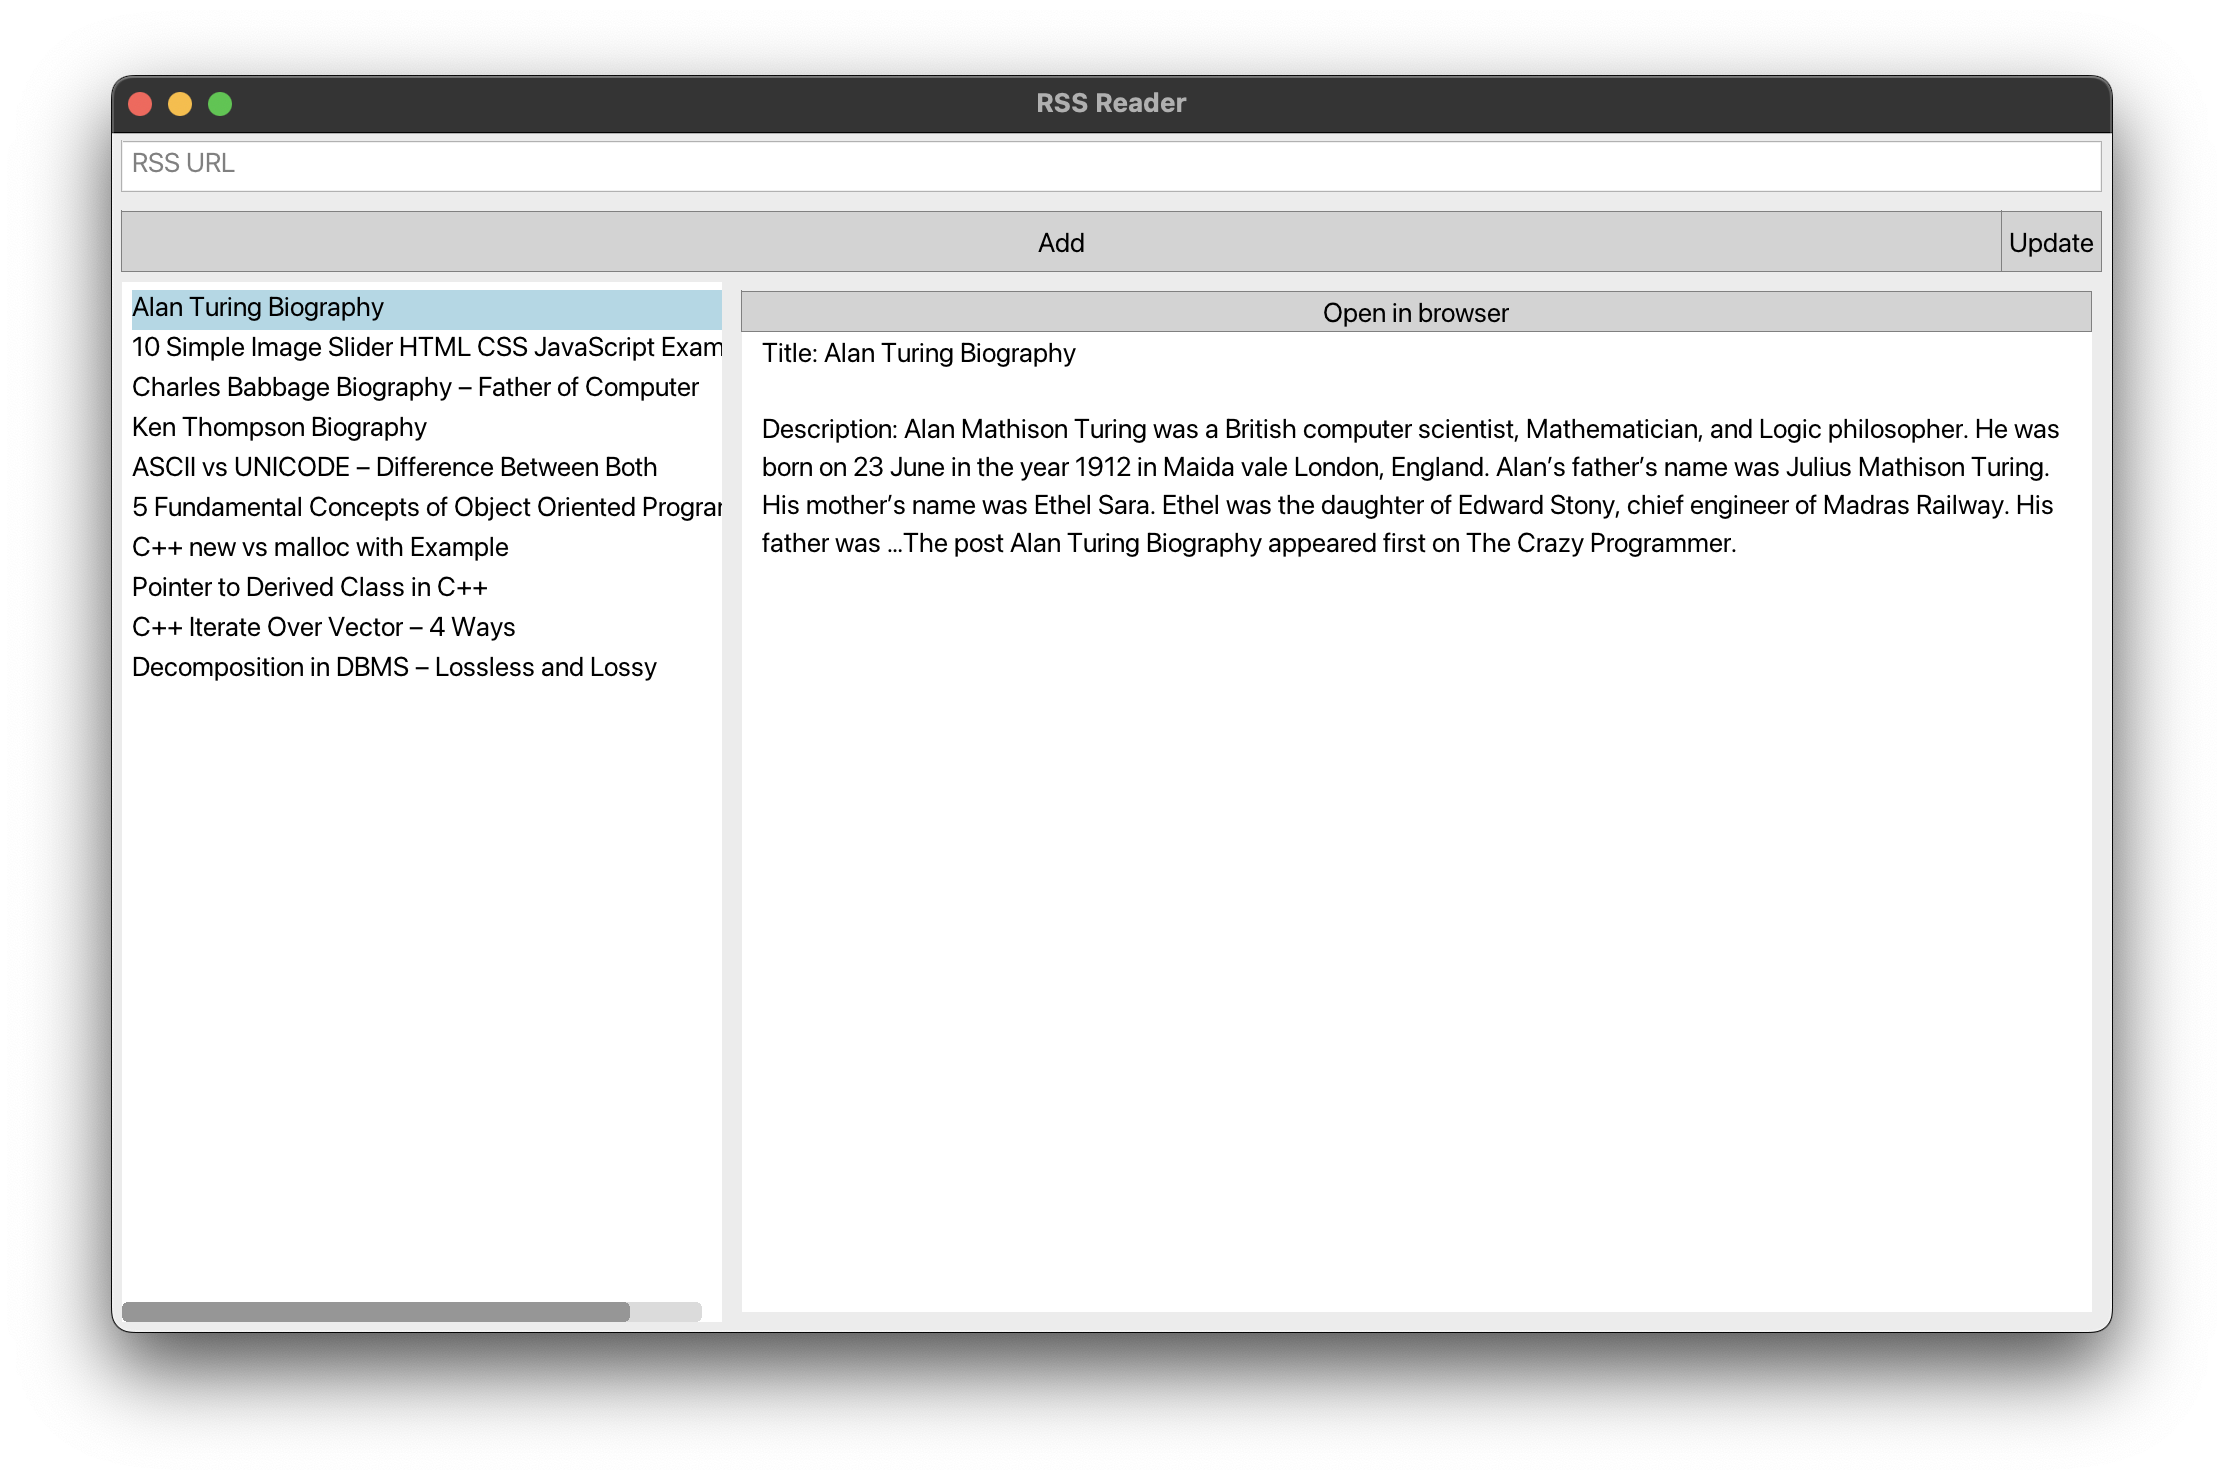 RSS Reader
RSS URL
Add
Update
Alan Turing Biography
10 Simple Image Slider HTML CSS JavaScript Exam
Charles Babbage Biography – Father of Computer
Ken Thompson Biography
ASCII vs UNICODE – Difference Between Both
5 Fundamental Concepts of Object Oriented Progra
C++ new vs malloc with Example
Pointer to Derived Class in C++
C++ Iterate Over Vector – 4 Ways
Decomposition in DBMS – Lossless and Lossy
Open in browser
Title: Alan Turing Biography
Description: Alan Mathison Turing was a British computer scientist, Mathematician, and Logic philosopher. He was
born on 23 June in the year 1912 in Maida vale London, England. Alan’s father’s name was Julius Mathison Turing.
His mother’s name was Ethel Sara. Ethel was the daughter of Edward Stony, chief engineer of Madras Railway. His
father was …The post Alan Turing Biography appeared first on The Crazy Programmer.